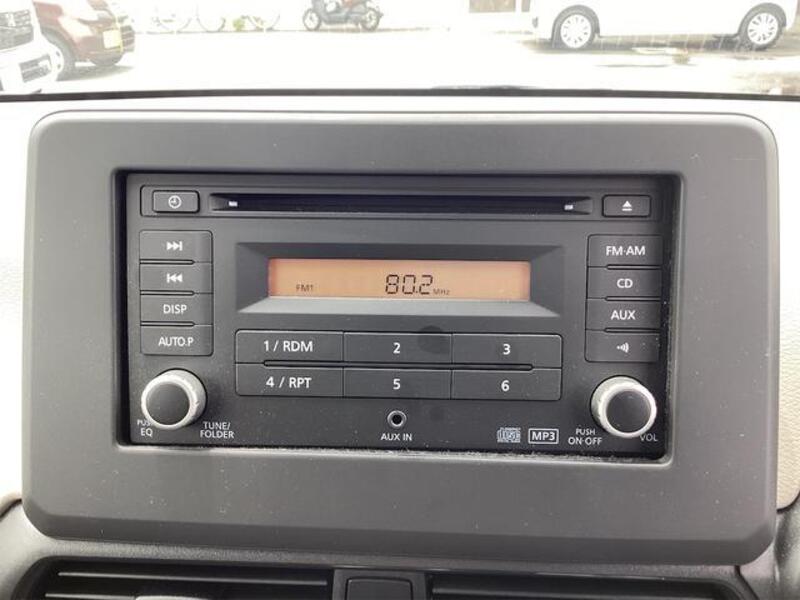 FM·AM
FM1 80.2 MHz
CD
DISP
AUX
AUTO.P
1 / RDM 2 3
4 / RPT 5 6
PUSH
EQ
TUNE/
FOLDER
AUX IN
MP3
PUSH
ON·OFF
VOL